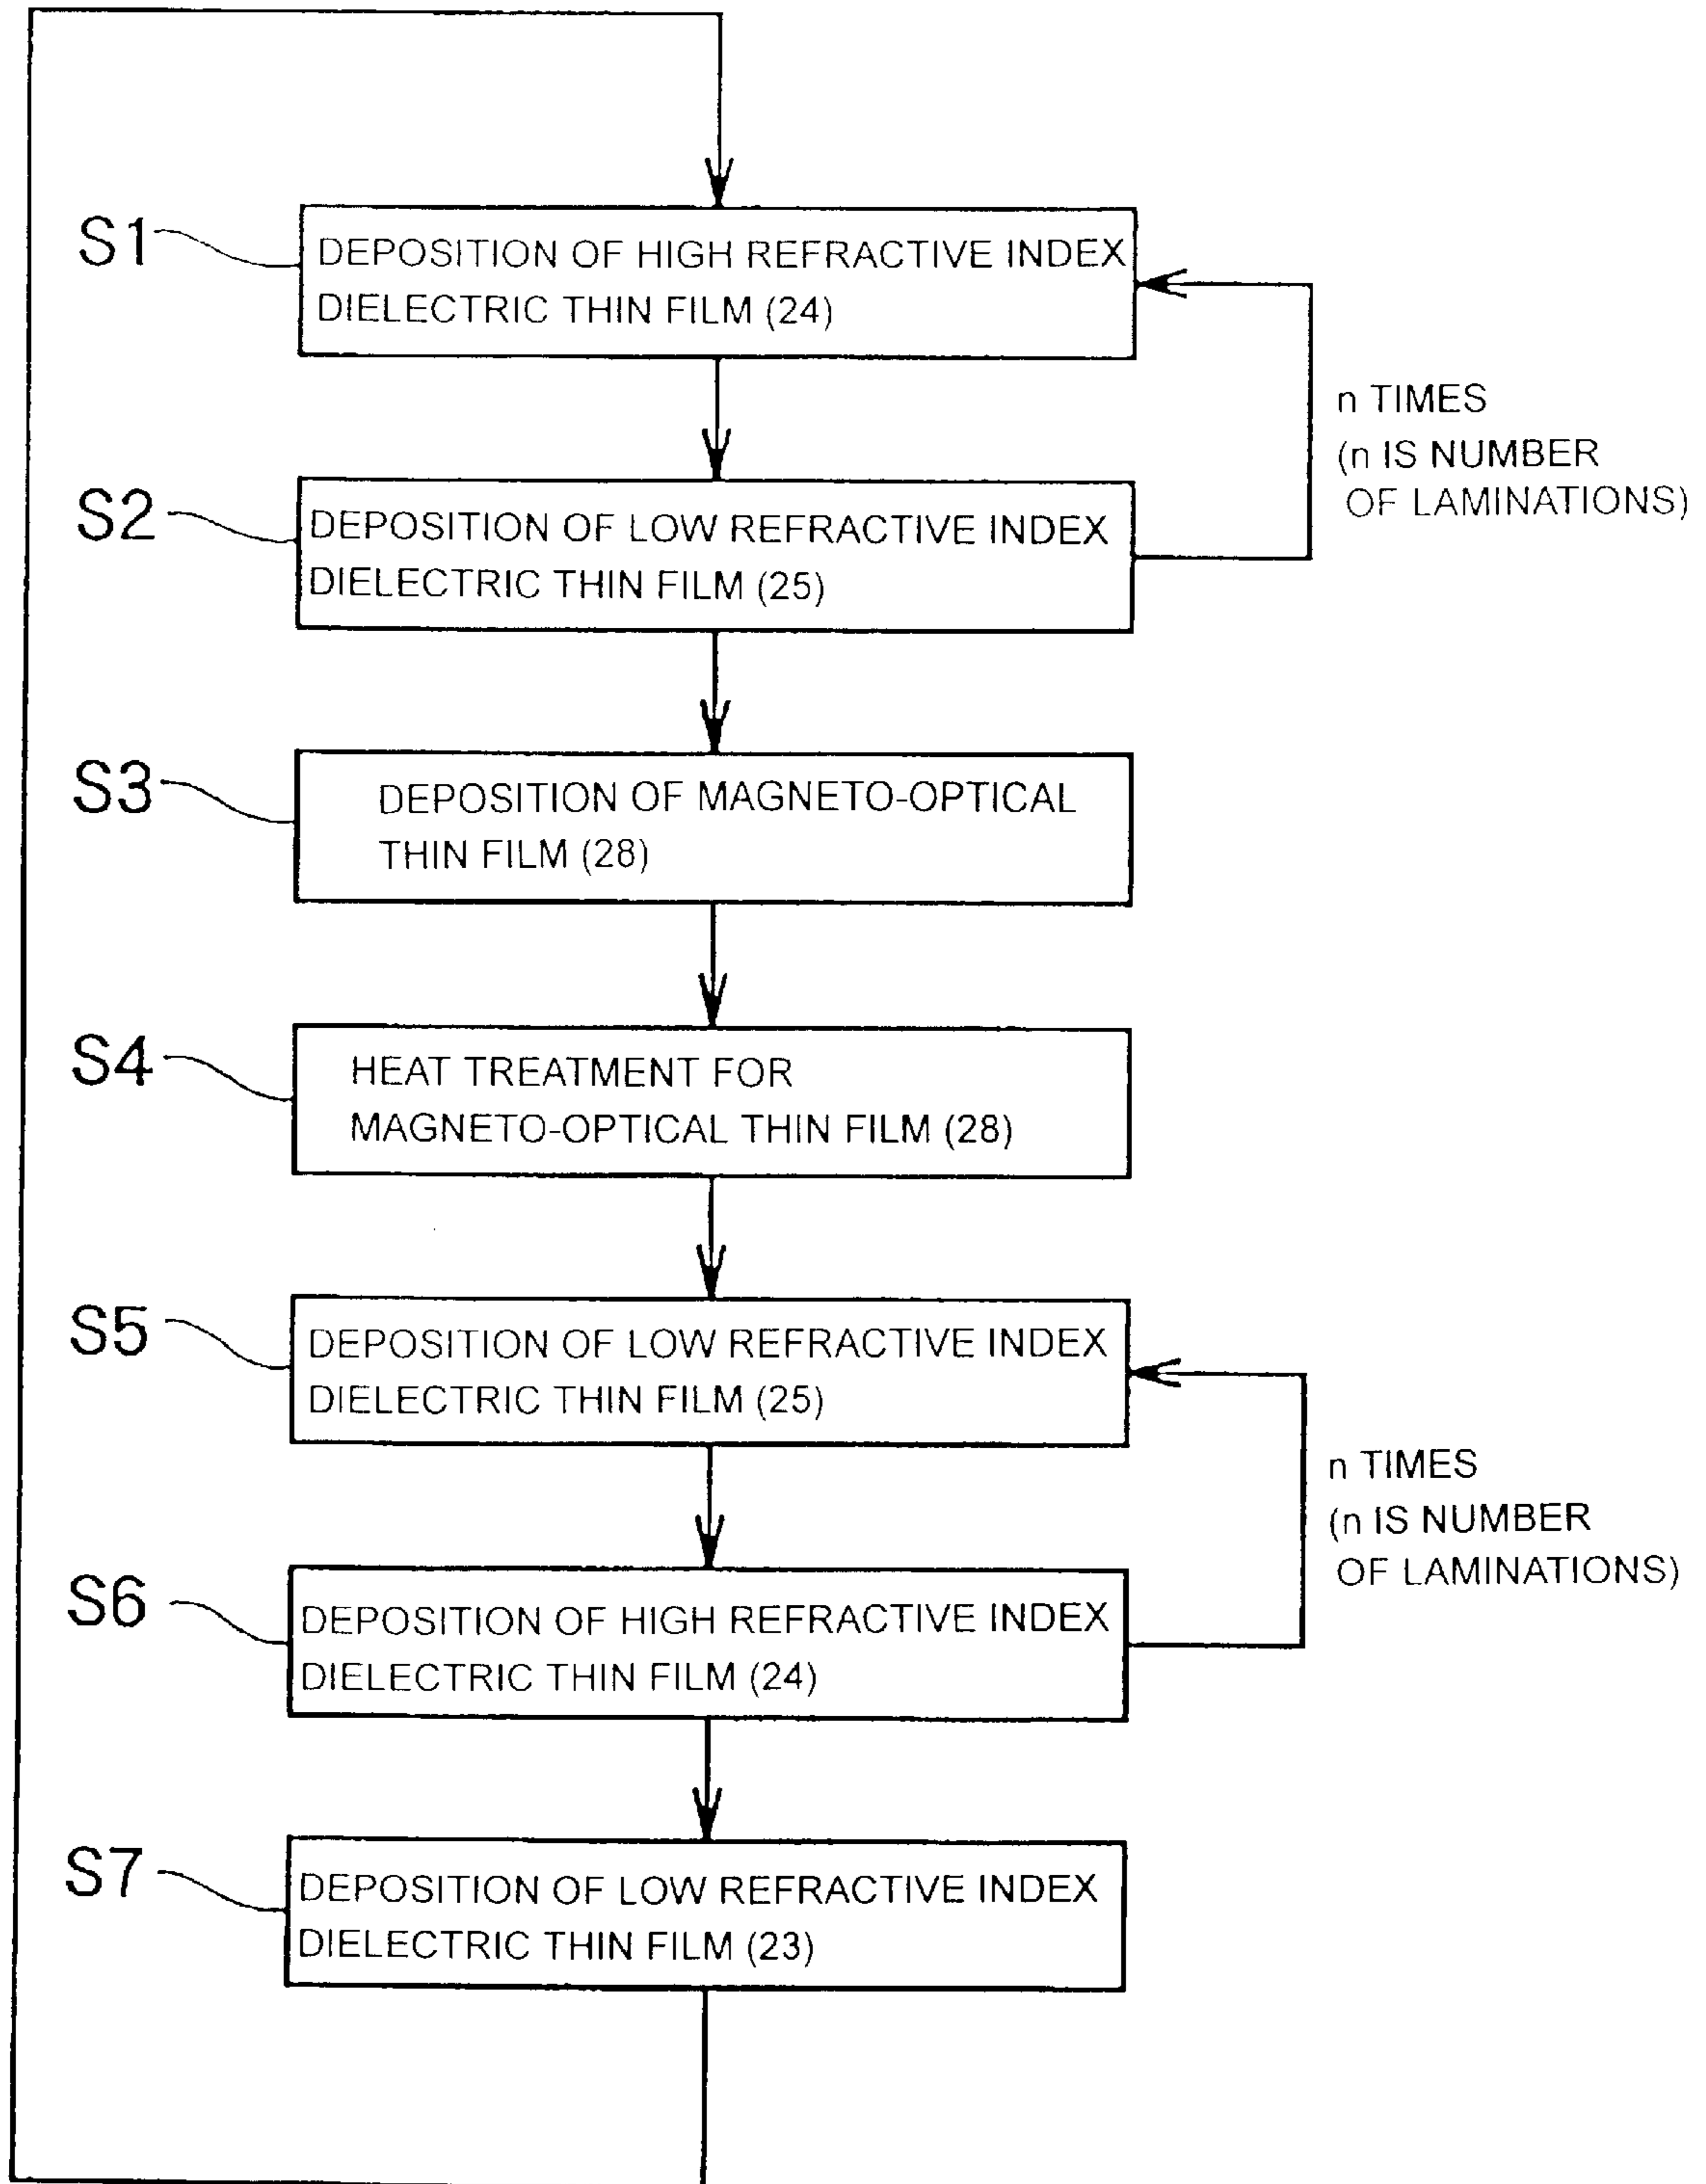 S1
DEPOSITION OF HIGH REFRACTIVE INDEX
DIELECTRIC THIN FILM (24)
n TIMES
(n IS NUMBER
OF LAMINATIONS)
S2
DEPOSITION OF LOW REFRACTIVE INDEX
DIELECTRIC THIN FILM (25)
S3
DEPOSITION OF MAGNETO-OPTICAL
THIN FILM (28)
S4
HEAT TREATMENT FOR
MAGNETO-OPTICAL THIN FILM (28)
S5
DEPOSITION OF LOW REFRACTIVE INDEX
DIELECTRIC THIN FILM (25)
n TIMES
(n IS NUMBER
OF LAMINATIONS)
S6
DEPOSITION OF HIGH REFRACTIVE INDEX
DIELECTRIC THIN FILM (24)
S7
DEPOSITION OF LOW REFRACTIVE INDEX
DIELECTRIC THIN FILM (23)